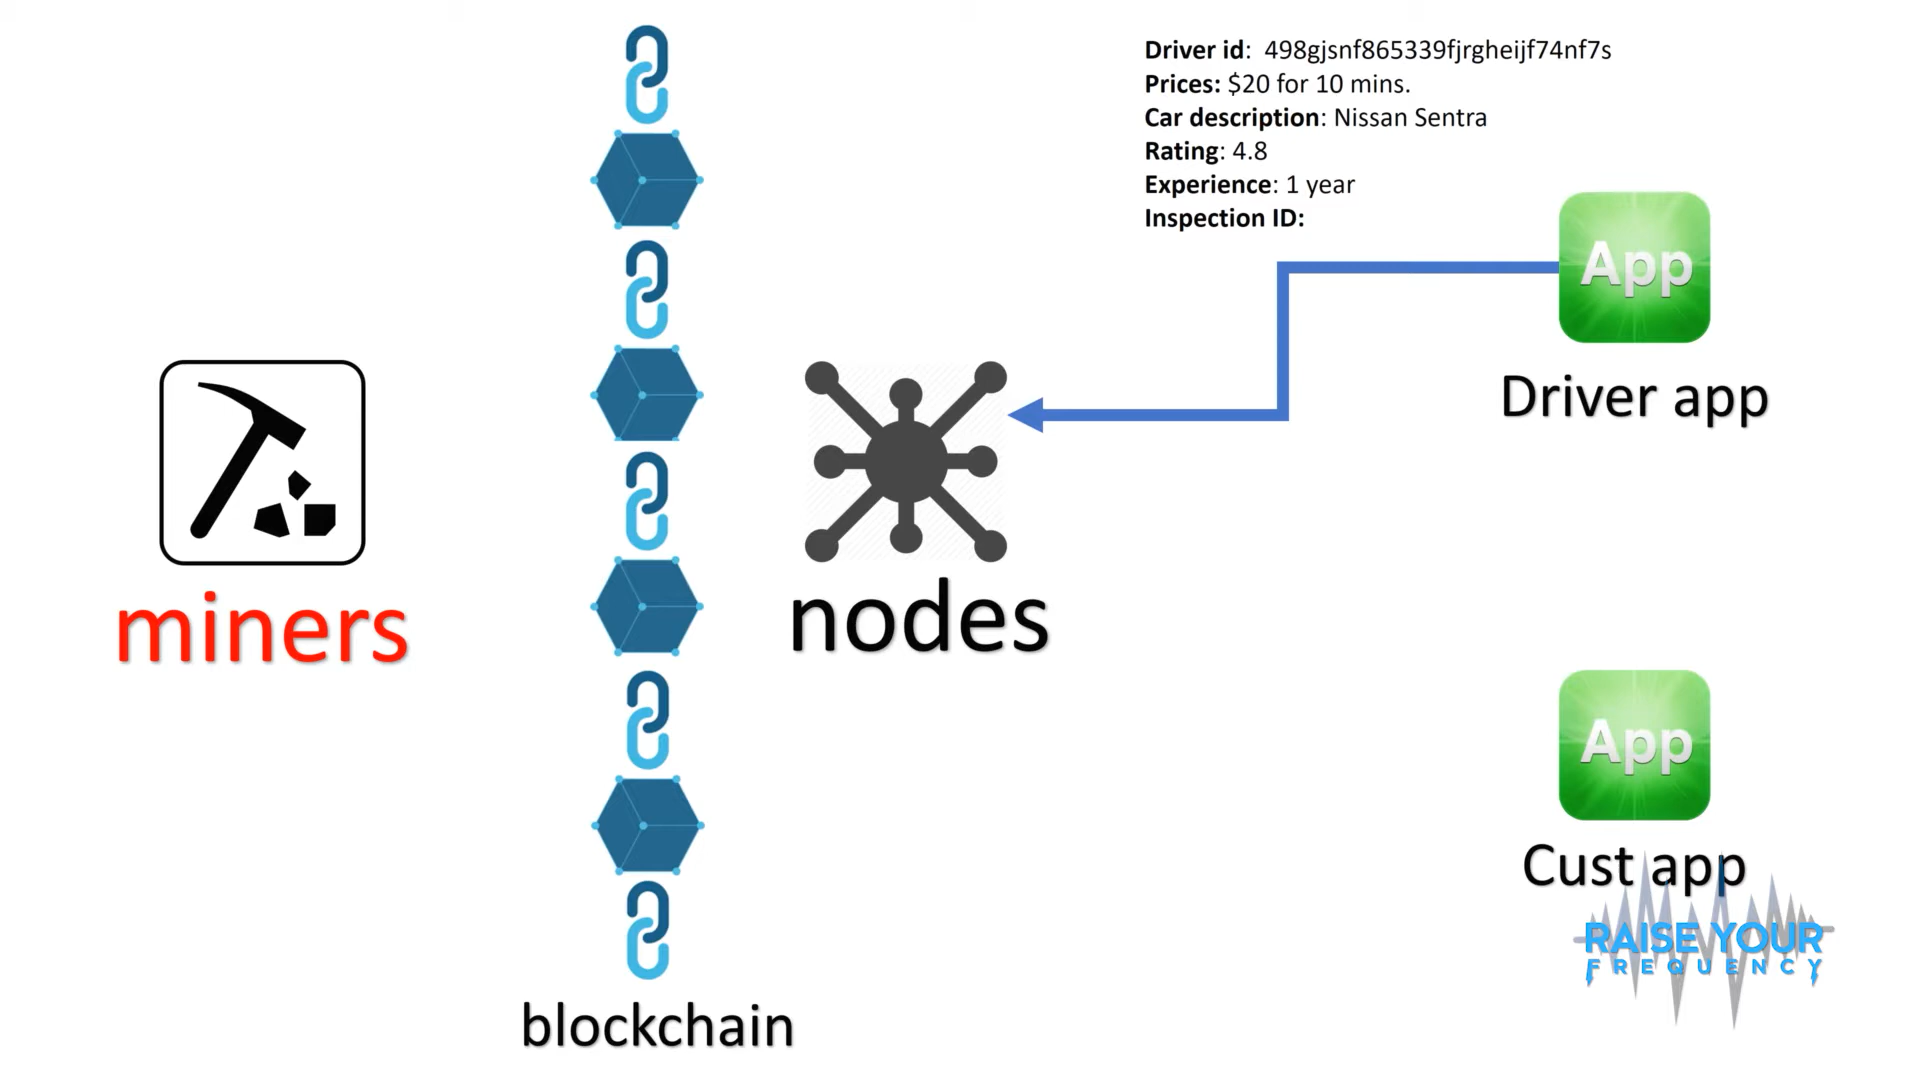 Driver id:  498gjsnf865339fjrgheijf74nf7s
Prices: $20 for 10 mins.
Car description: Nissan Sentra
Rating: 4.8
Experience: 1 year
Inspection ID:
App
Driver app
miners
nodes
App
Cust app
RAISE YOUR
FREQUENCY
blockchain